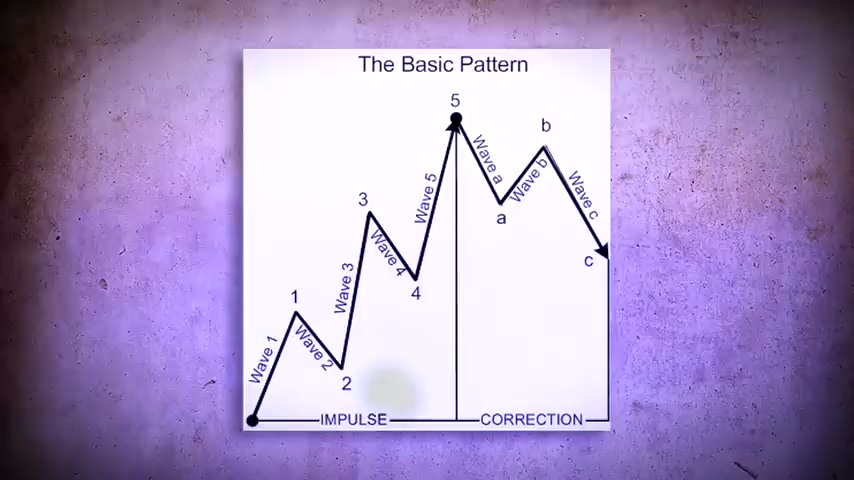 The Basic Pattern
5
b
Wave a
Wave b
Wave c
Wave 5
3
a
Wave 4
c
Wave 3
4
1
Wave 1
Wave 2
2
IMPULSE
CORRECTION